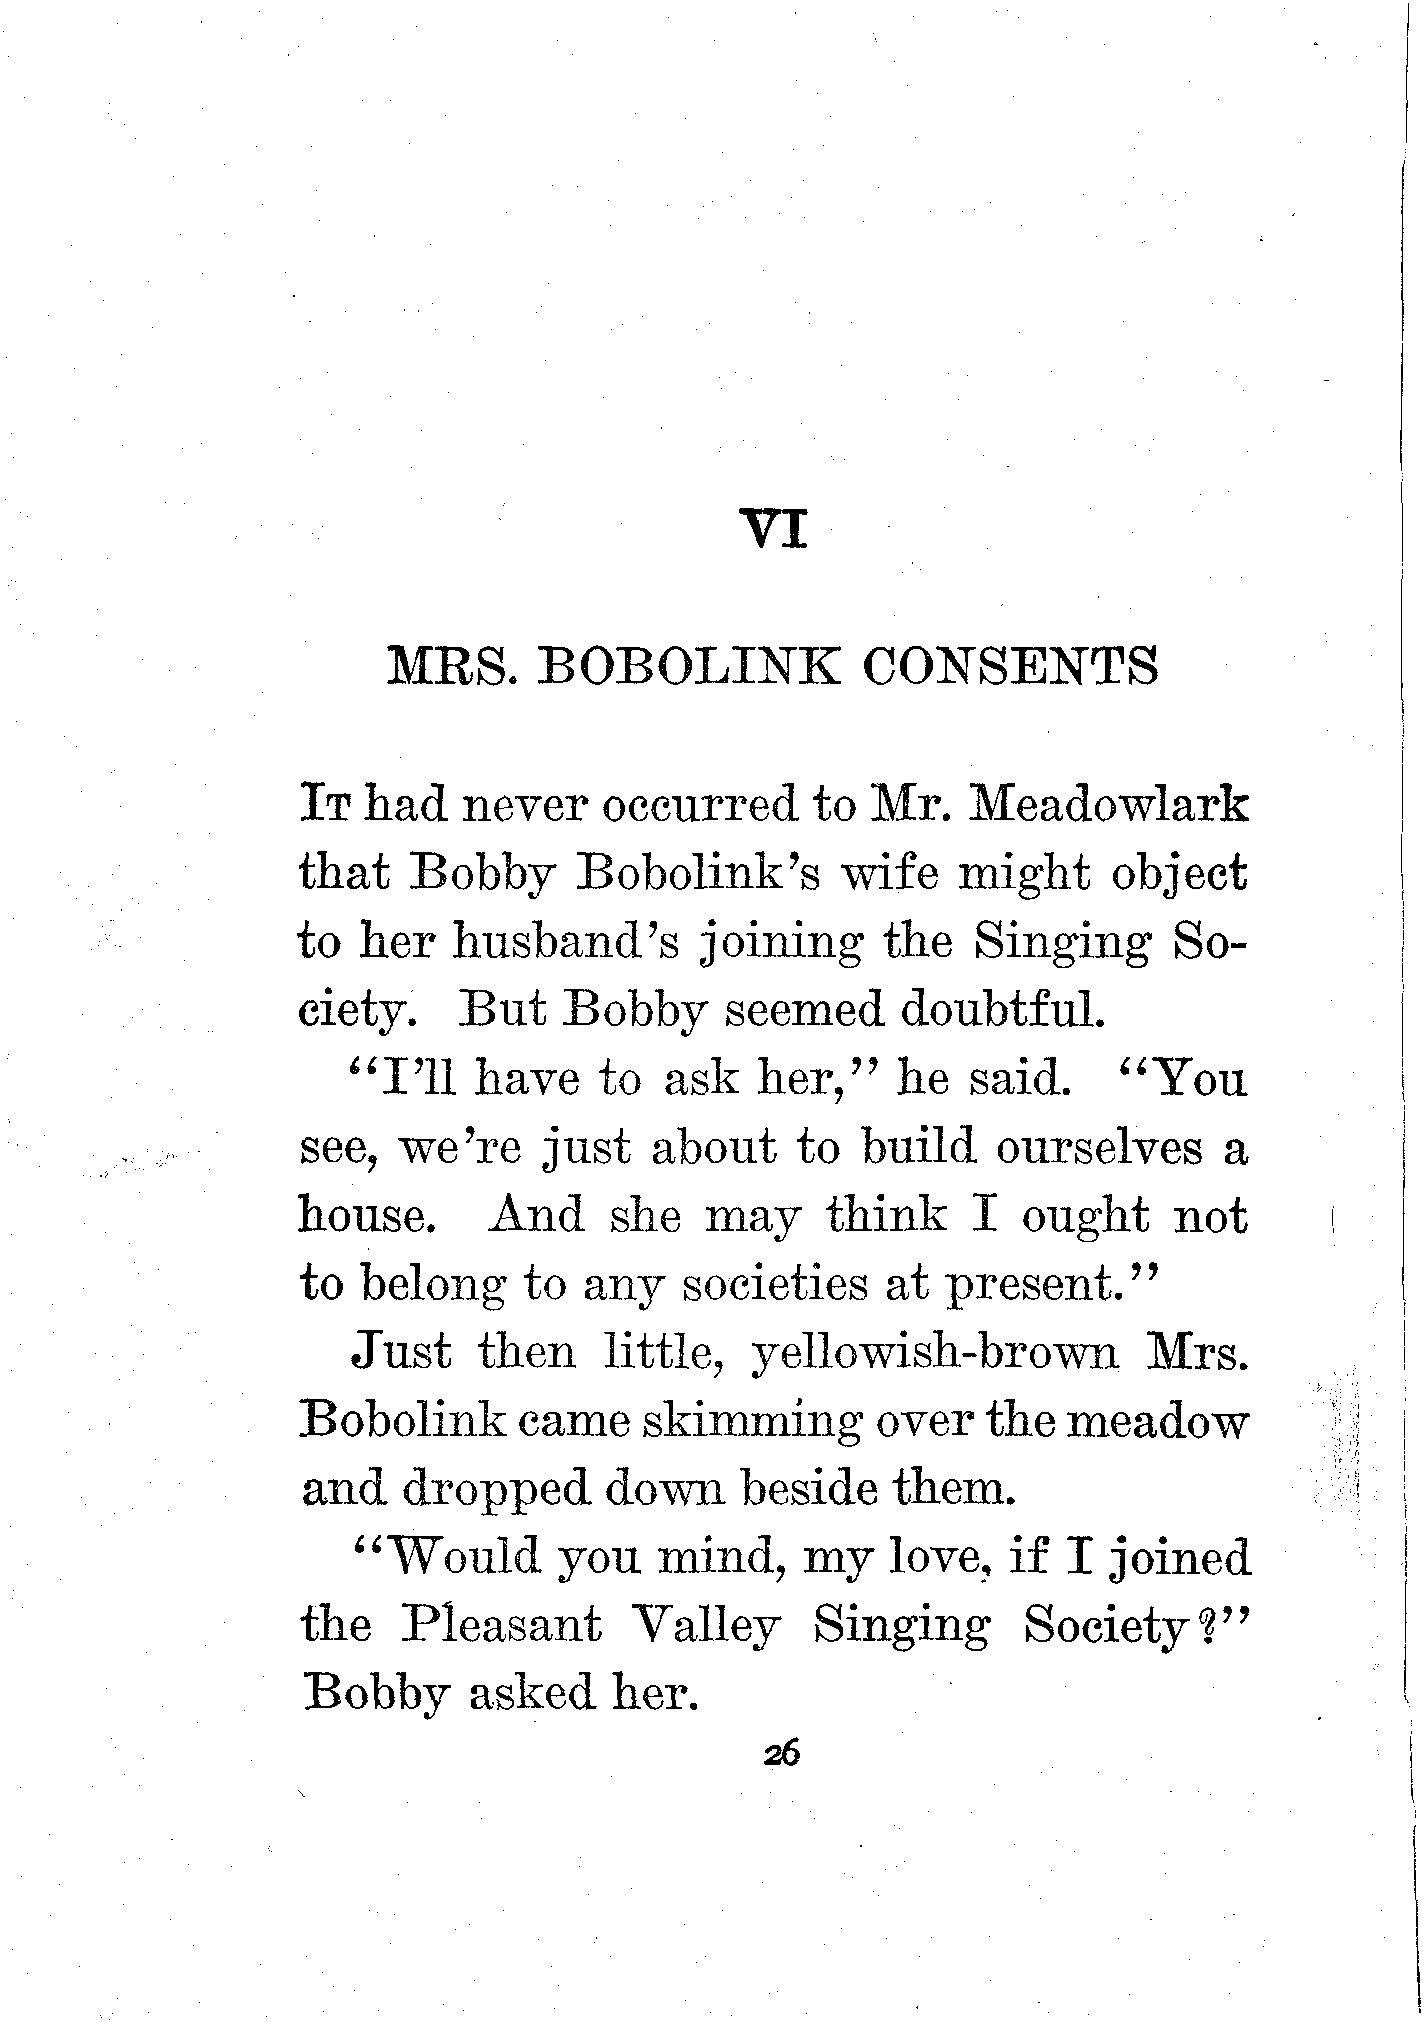 VI
MRS. BOBOLINK CONSENTS
IT had never occurred to Mr. Meadowlark
that Bobby Bobolink's wife might object
to her husband's joining the Singing So-
ciety. But Bobby seemed doubtful.
"I'll have to ask her," he said. "You
see, we're just about to build ourselves a
house. And she may think I ought not
to belong to any societies at present."
Just then little, yellowish-brown Mrs.
Bobolink came skimming over the meadow
and dropped down beside them.
"Would you mind, my love, if I joined
the Pleasant Valley Singing Society?"
Bobby asked her.
26